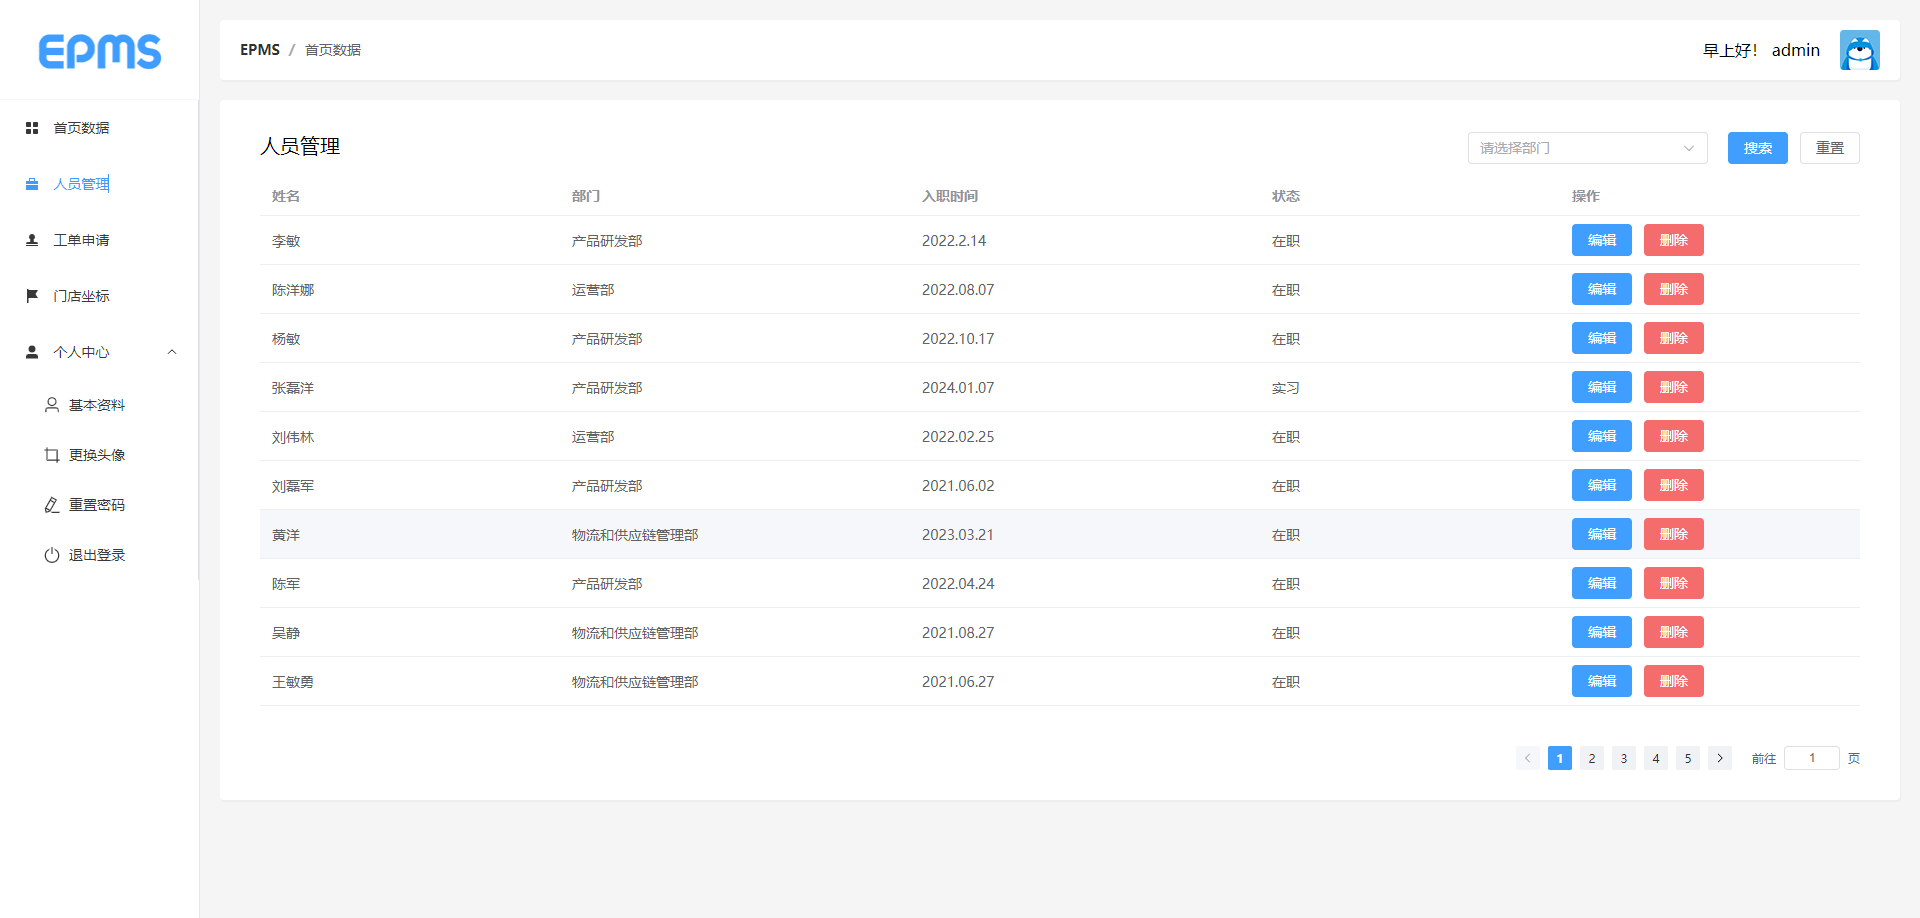 EPMS
首页数据
人员管理
工单申请
门店坐标
个人中心
基本资料
更换头像
重置密码
退出登录
EPMS / 首页数据
早上好！ admin
人员管理
请选择部门 搜索 重置
姓名 部门 入职时间 状态 操作
李敏 产品研发部 2022.2.14 在职 编辑 删除
陈洋娜 运营部 2022.08.07 在职 编辑 删除
杨敏 产品研发部 2022.10.17 在职 编辑 删除
张磊洋 产品研发部 2024.01.07 实习 编辑 删除
刘伟林 运营部 2022.02.25 在职 编辑 删除
刘磊军 产品研发部 2021.06.02 在职 编辑 删除
黄洋 物流和供应链管理部 2023.03.21 在职 编辑 删除
陈军 产品研发部 2022.04.24 在职 编辑 删除
吴静 物流和供应链管理部 2021.08.27 在职 编辑 删除
王敏勇 物流和供应链管理部 2021.06.27 在职 编辑 删除
1 2 3 4 5 前往 1 页